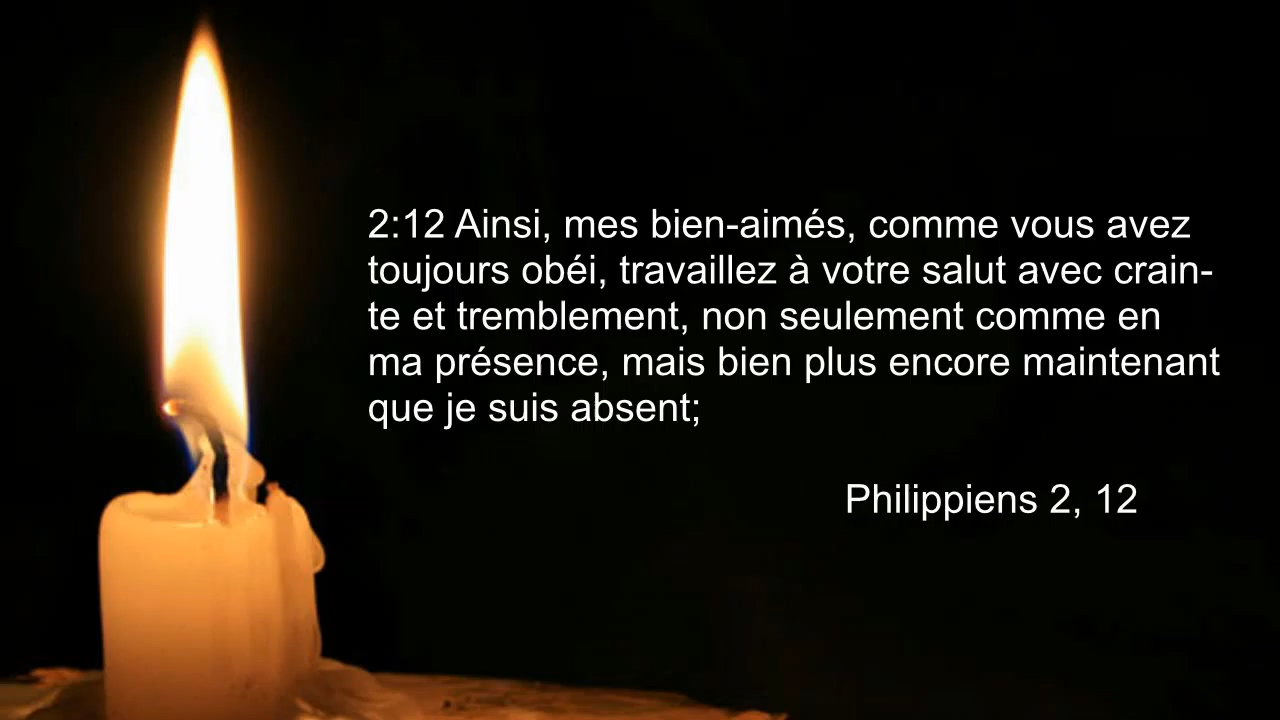 2:12 Ainsi, mes bien-aimés, comme vous avez
toujours obéi, travaillez à votre salut avec crain-
te et tremblement, non seulement comme en
ma présence, mais bien plus encore maintenant
que je suis absent;
Philippiens 2, 12